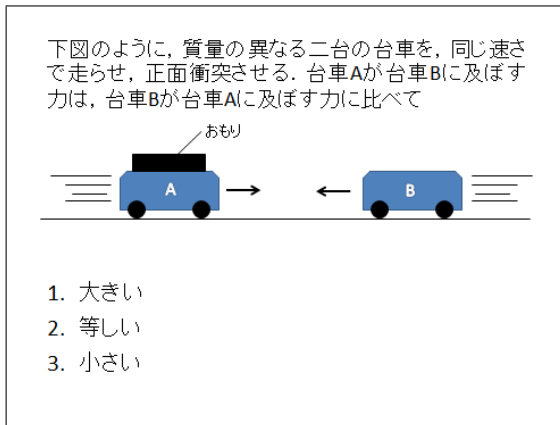 下図のように, 質量の異なる二台の台車を, 同じ速さ
で走らせ, 正面衝突させる. 台車Aが台車Bに及ぼす
力は, 台車Bが台車Aに及ぼす力に比べて
おもり
A
B
1. 大きい
2. 等しい
3. 小さい